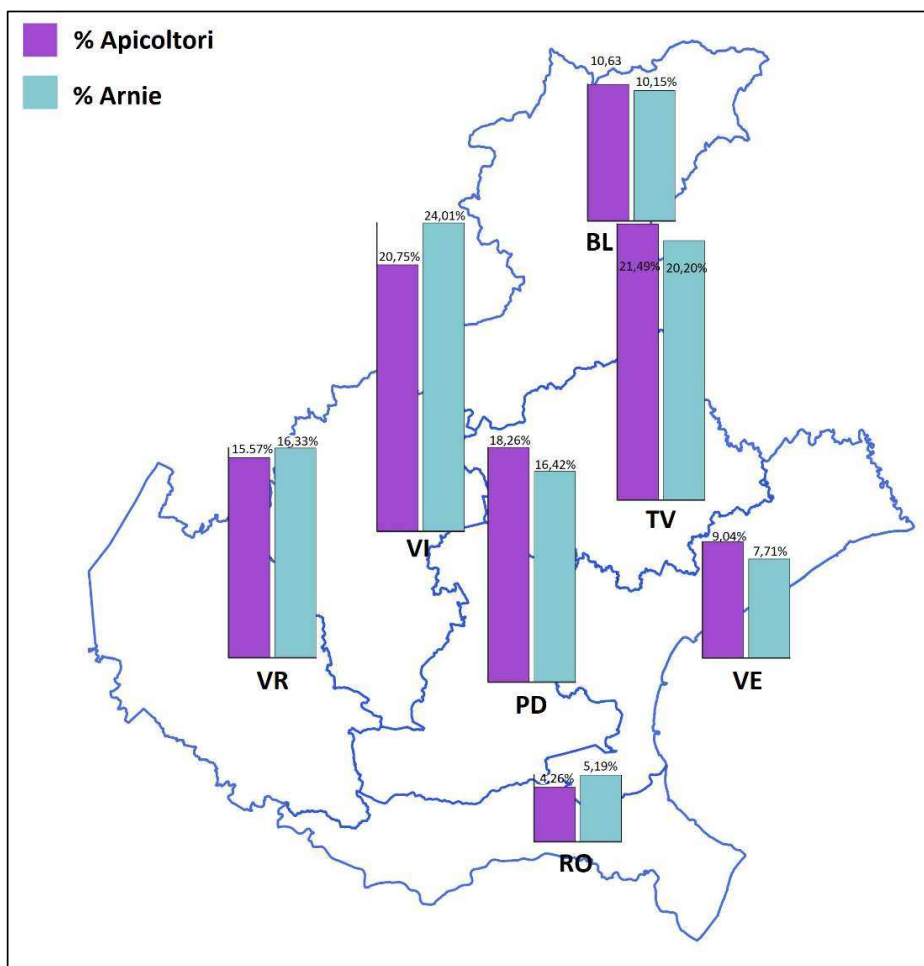 % Apicoltori
% Arnie
10,63
10,15%
BL
24,01%
20,75%
21,49%
20,20%
15.57%
16,33%
18,26%
16,42%
TV
VI
9,04%
7,71%
VR
PD
VE
4,26%
5,19%
RO